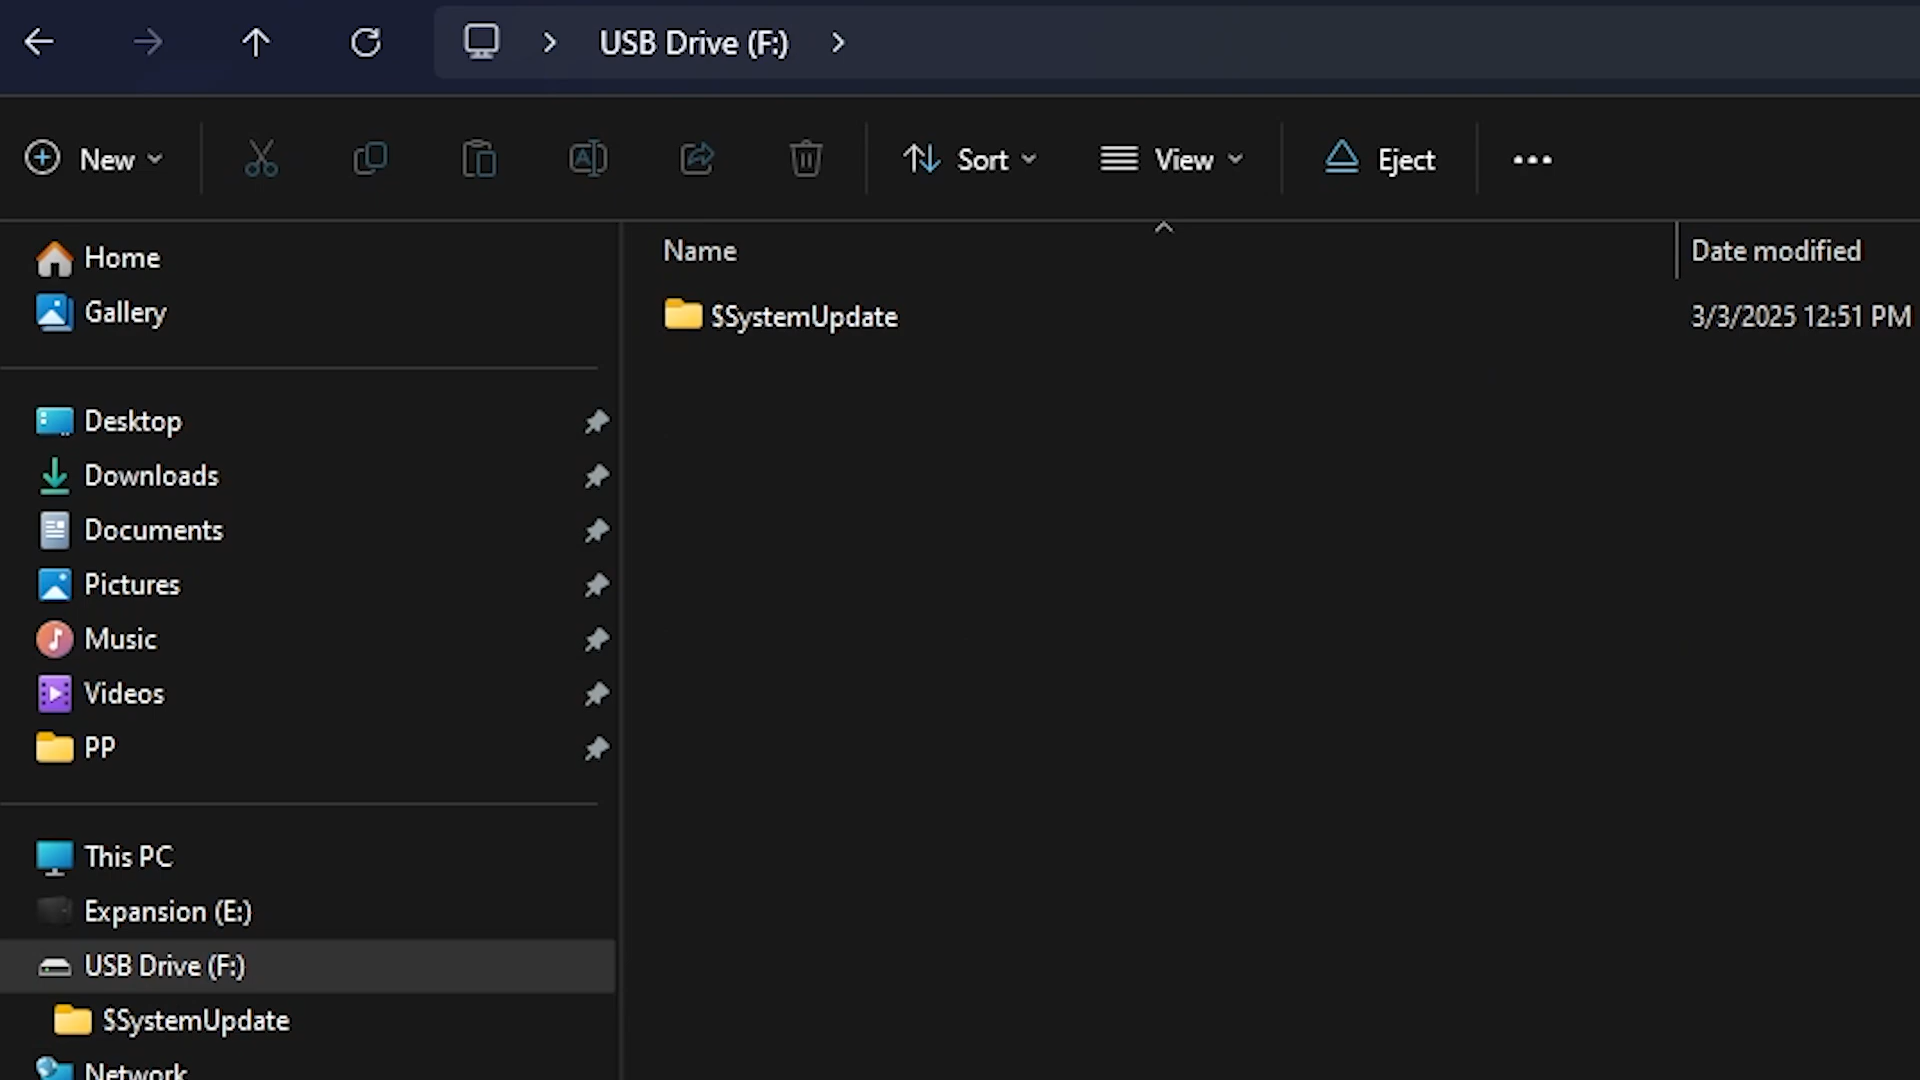 USB Drive (F:)
New
Sort
View
Eject
Home
Gallery
Desktop
Downloads
Documents
Pictures
Music
Videos
PP
This PC
Expansion (E:)
USB Drive (F:)
$SystemUpdate
Network
Name
Date modified
$SystemUpdate
3/3/2025 12:51 PM